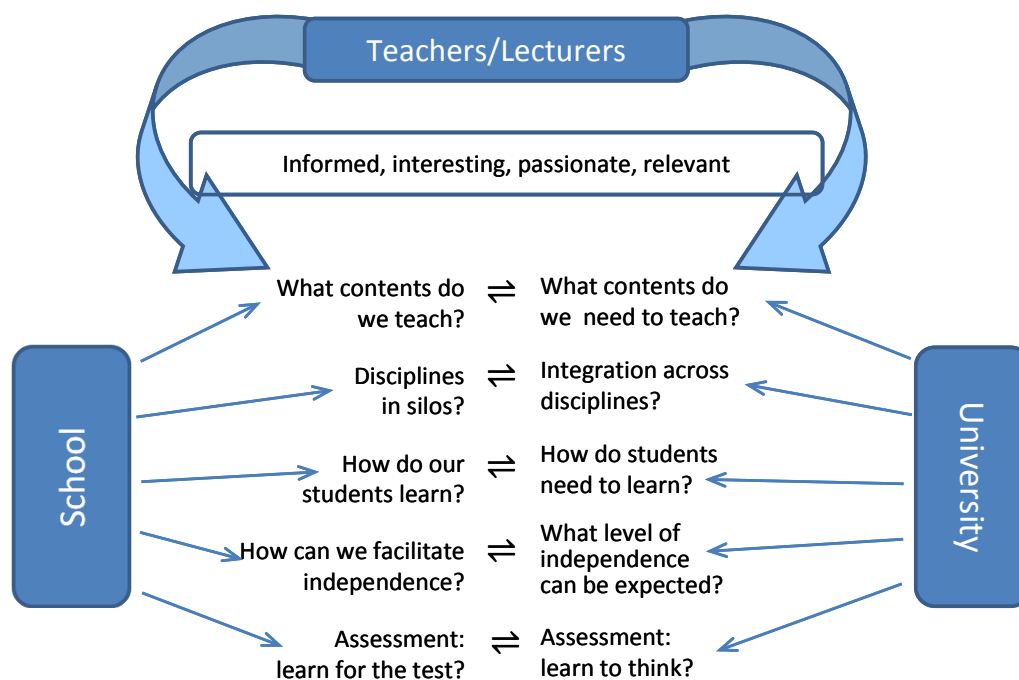 Teachers/Lecturers
Informed, interesting, passionate, relevant
What contents do
we teach?
⇌
What contents do
we need to teach?
Disciplines
in silos?
⇌
Integration across
disciplines?
How do our
students learn?
⇌
How do students
need to learn?
How can we facilitate
independence?
⇌
What level of
independence
can be expected?
Assessment:
learn for the test?
⇌
Assessment:
learn to think?
School
University